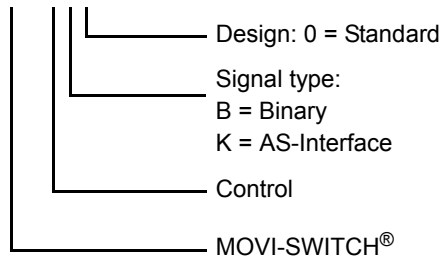 Design: 0 = Standard
Signal type:
B = Binary
K = AS-Interface
Control
MOVI-SWITCH®